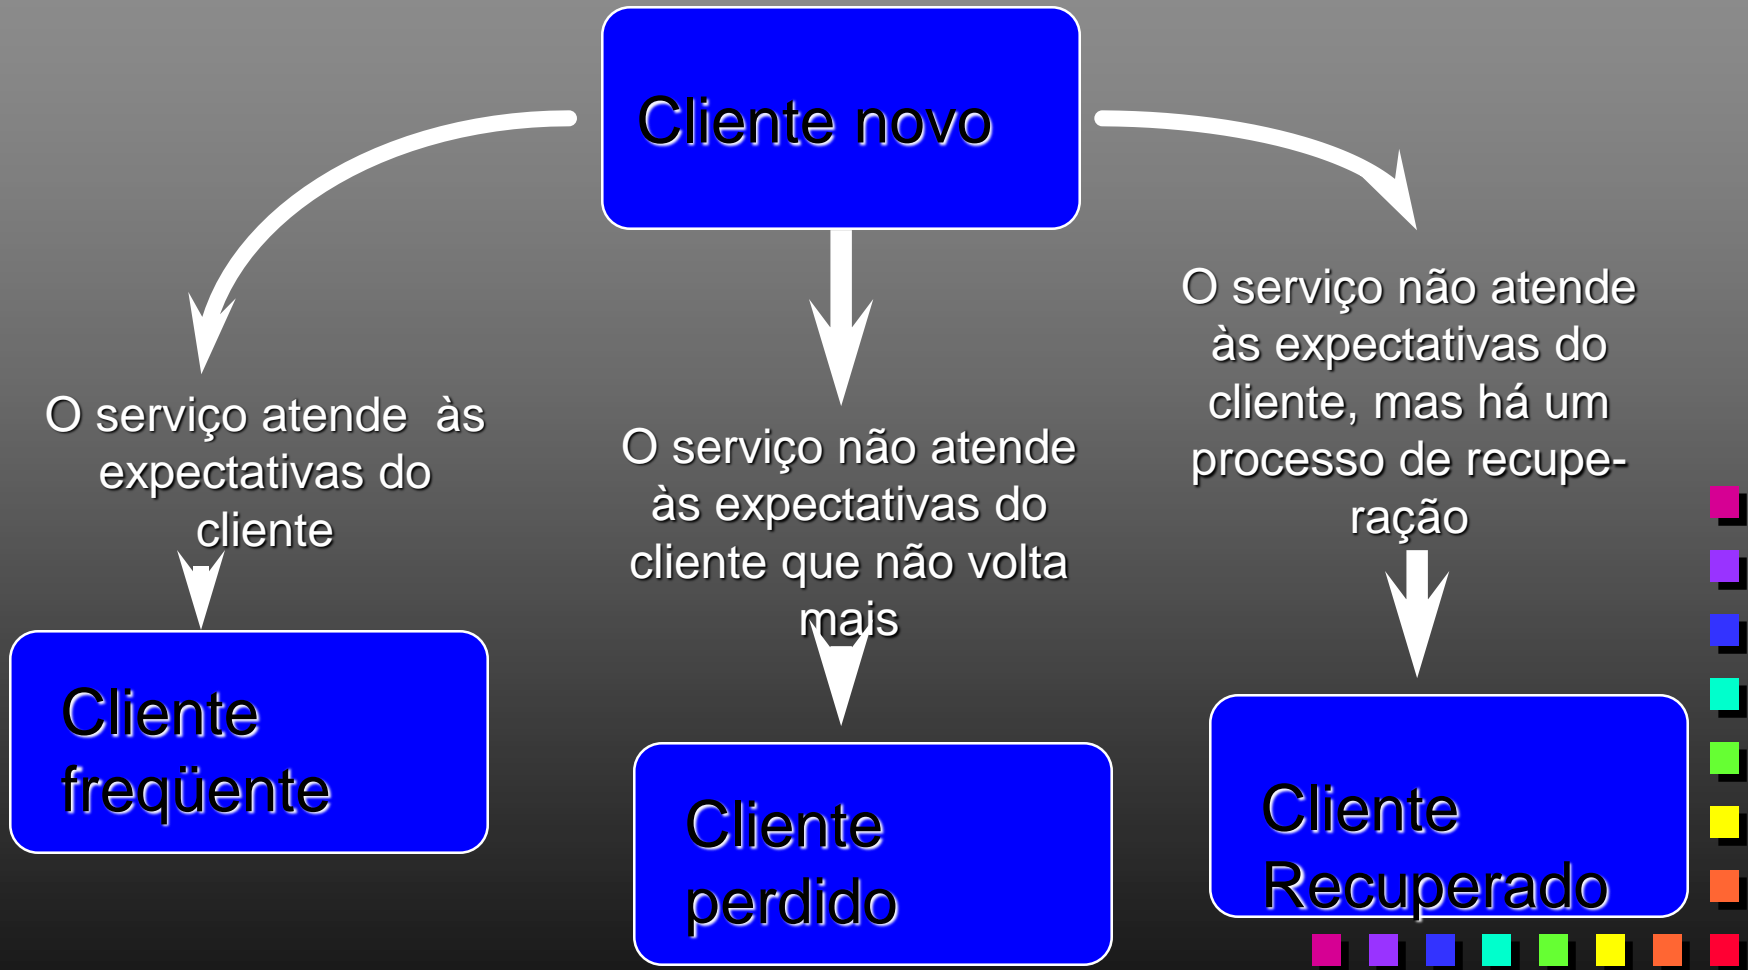 Cliente novo
O serviço atende às
expectativas do
cliente
Cliente
freqüente
O serviço não atende
às expectativas do
cliente que não volta
mais
Cliente
perdido
O serviço não atende
às expectativas do
cliente, mas há um
processo de recupe-
ração
Cliente
Recuperado